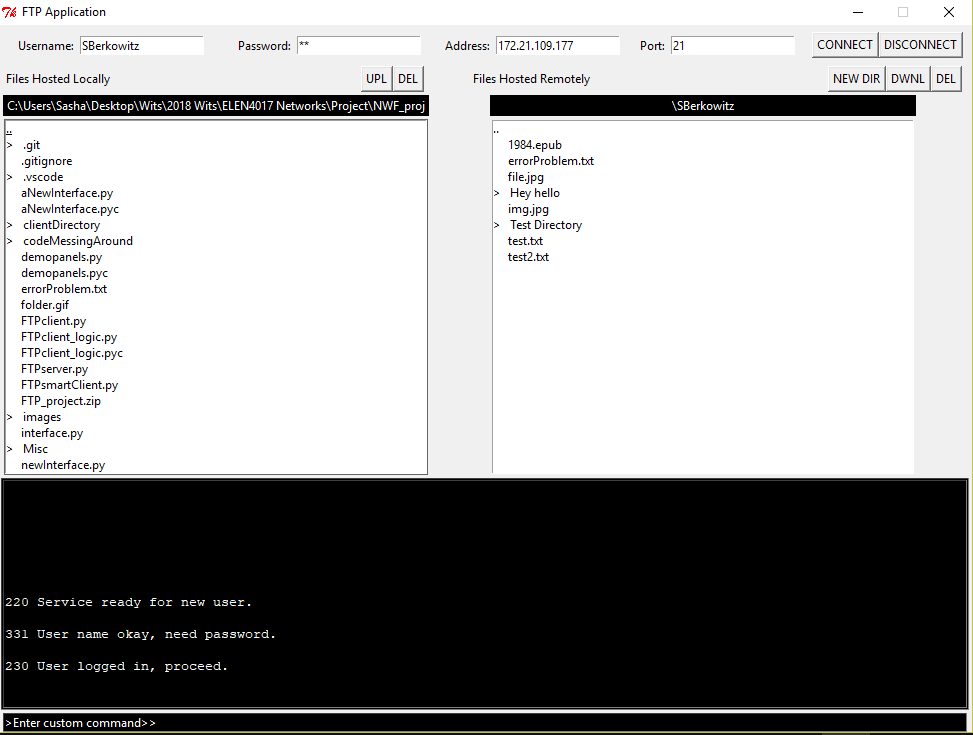 FTP Application
Username: SBerkowitz Password: ** Address: 172.21.109.177 Port: 21 CONNECT DISCONNECT
Files Hosted Locally UPL DEL Files Hosted Remotely NEW DIR DWNL DEL
C:\Users\Sasha\Desktop\Wits\2018 Wits\ELEN4017 Networks\Project\NWF_proj \SBerkowitz
..
> .git
.gitignore
> .vscode
aNewInterface.py
aNewInterface.pyc
> clientDirectory
> codeMessingAround
demopanels.py
demopanels.pyc
errorProblem.txt
folder.gif
FTPclient.py
FTPclient_logic.py
FTPclient_logic.pyc
FTPserver.py
FTPsmartClient.py
FTP_project.zip
> images
interface.py
> Misc
newInterface.py
..
1984.epub
errorProblem.txt
file.jpg
> Hey hello
img.jpg
> Test Directory
test.txt
test2.txt
220 Service ready for new user.
331 User name okay, need password.
230 User logged in, proceed.
>Enter custom command>>